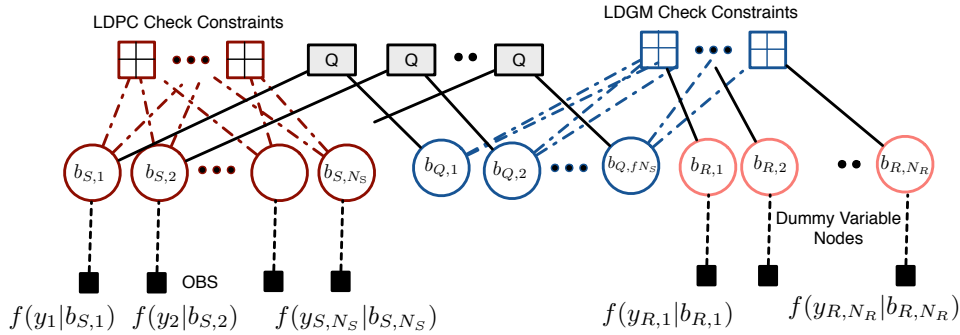 LDPC Check Constraints
LDGM Check Constraints
Q
Q
Q
b_{S,1}
b_{S,2}
b_{S,N_S}
b_{Q,1}
b_{Q,2}
b_{Q,fN_S}
b_{R,1}
b_{R,2}
b_{R,N_R}
Dummy Variable
Nodes
OBS
f(y_1|b_{S,1})
f(y_2|b_{S,2})
f(y_{S,N_S}|b_{S,N_S})
f(y_{R,1}|b_{R,1})
f(y_{R,N_R}|b_{R,N_R})